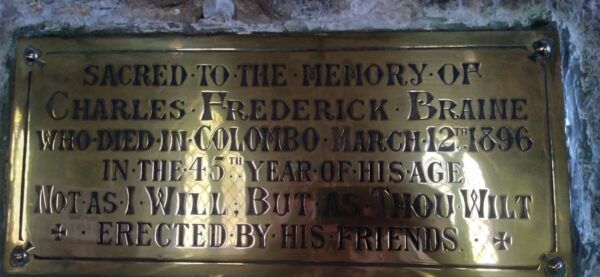 SACRED·TO·THE·MEMORY·OF
CHARLES·FREDERICK·BRAINE
WHO·DIED·IN·COLOMBO·MARCH·12TH·1896
IN·THE·45TH·YEAR·OF·HIS·AGE
NOT·AS·I·WILL; BUT·AS·THOU·WILT
✠ · ERECTED·BY·HIS·FRIENDS. · ✠